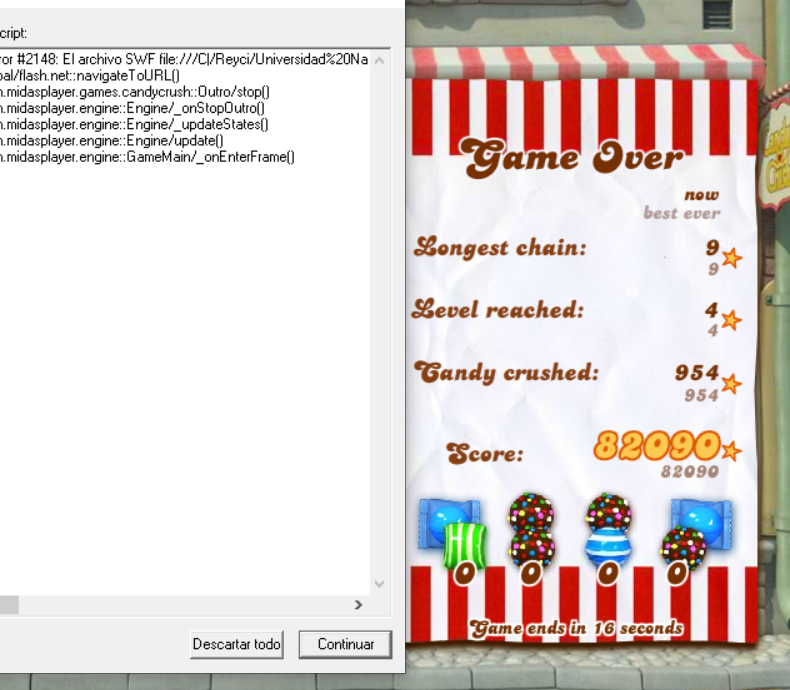 cript:
or #2148: El archivo SWF file:///C|/Reyci/Universidad%20Na
bal/flash.net::navigateToURL()
n.midasplayer.games.candycrush::Outro/stop()
n.midasplayer.engine::Engine/_onStopOutro()
n.midasplayer.engine::Engine/_updateStates()
n.midasplayer.engine::Engine/update()
n.midasplayer.engine::GameMain/_onEnterFrame()
Descartar todo
Continuar
Game Over
now
best ever
Longest chain: 9
9
Level reached: 4
4
Candy crushed: 954
954
Score: 82090
82090
0 0 0 0
Game ends in 16 seconds
Candy
Crush